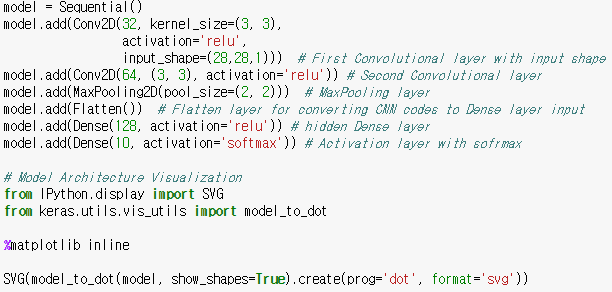 model = Sequential()
model.add(Conv2D(32, kernel_size=(3, 3),
activation='relu',
input_shape=(28,28,1))) # First Convolutional layer with input shape
model.add(Conv2D(64, (3, 3), activation='relu')) # Second Convolutional layer
model.add(MaxPooling2D(pool_size=(2, 2))) # MaxPooling layer
model.add(Flatten()) # Flatten layer for converting CNN codes to Dense layer input
model.add(Dense(128, activation='relu')) # hidden Dense layer
model.add(Dense(10, activation='softmax')) # Activation layer with sofrmax
# Model Architecture Visualization
from IPython.display import SVG
from keras.utils.vis_utils import model_to_dot
%matplotlib inline
SVG(model_to_dot(model, show_shapes=True).create(prog='dot', format='svg'))